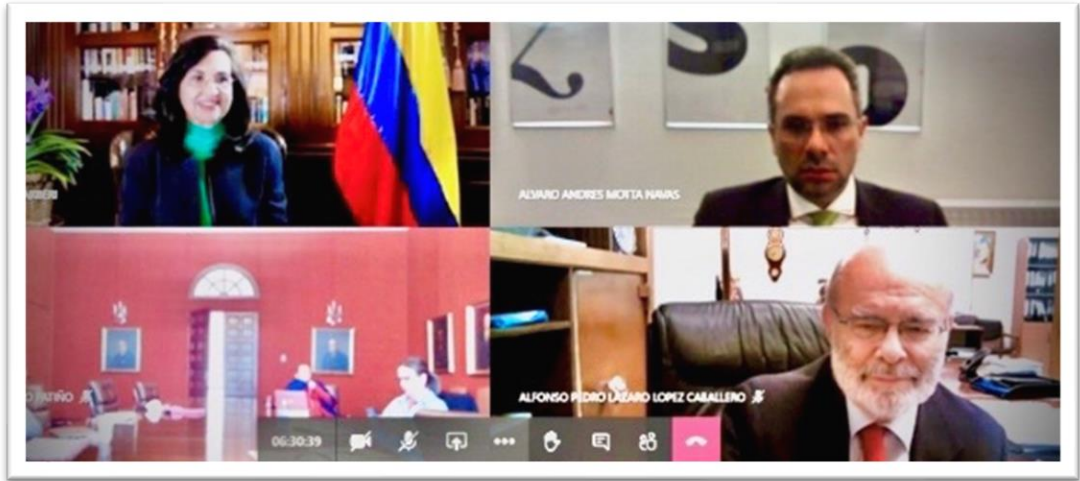 ALVARO ANDRES MOTTA NAVAS
ALFONSO PEDRO LAZARO LOPEZ CABALLERO
06:30:39